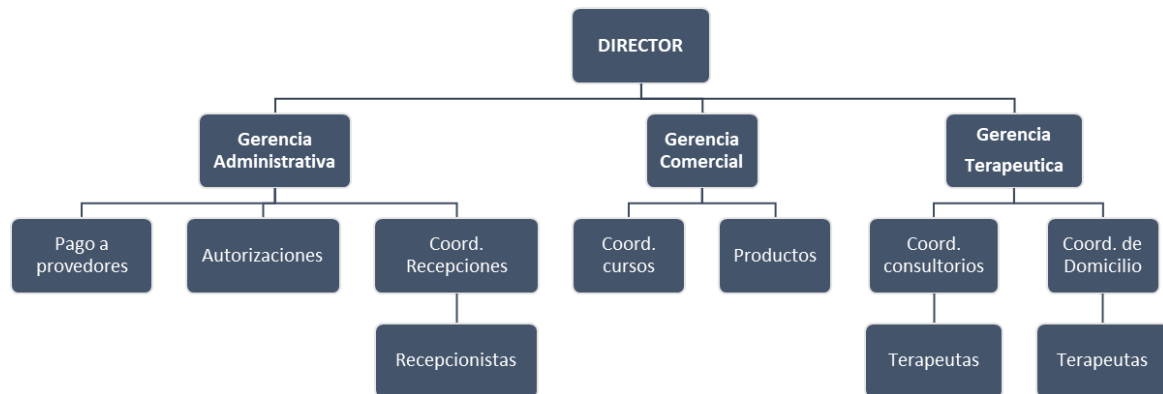 DIRECTOR
Gerencia
Administrativa
Gerencia
Comercial
Gerencia
Terapeutica
Pago a
provedores
Autorizaciones
Coord.
Recepciones
Coord.
cursos
Productos
Coord.
consultorios
Coord. de
Domicilio
Recepcionistas
Terapeutas
Terapeutas